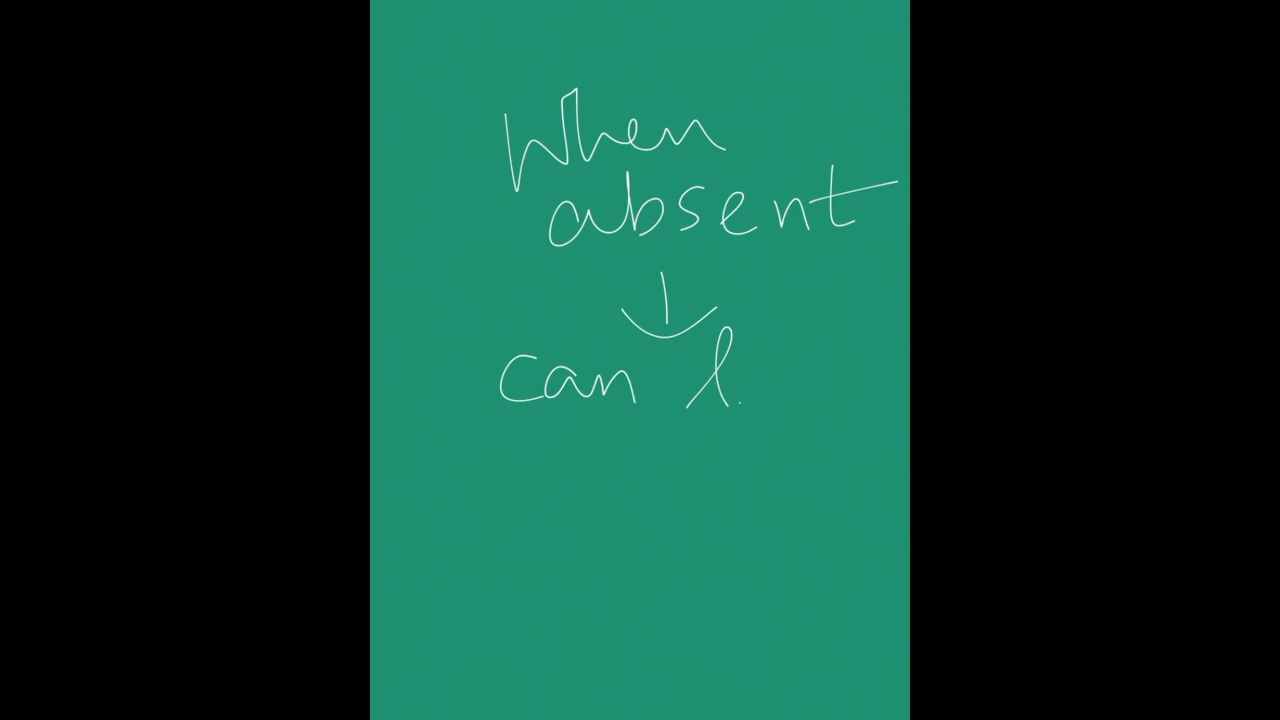 When
absent
↓
can l.